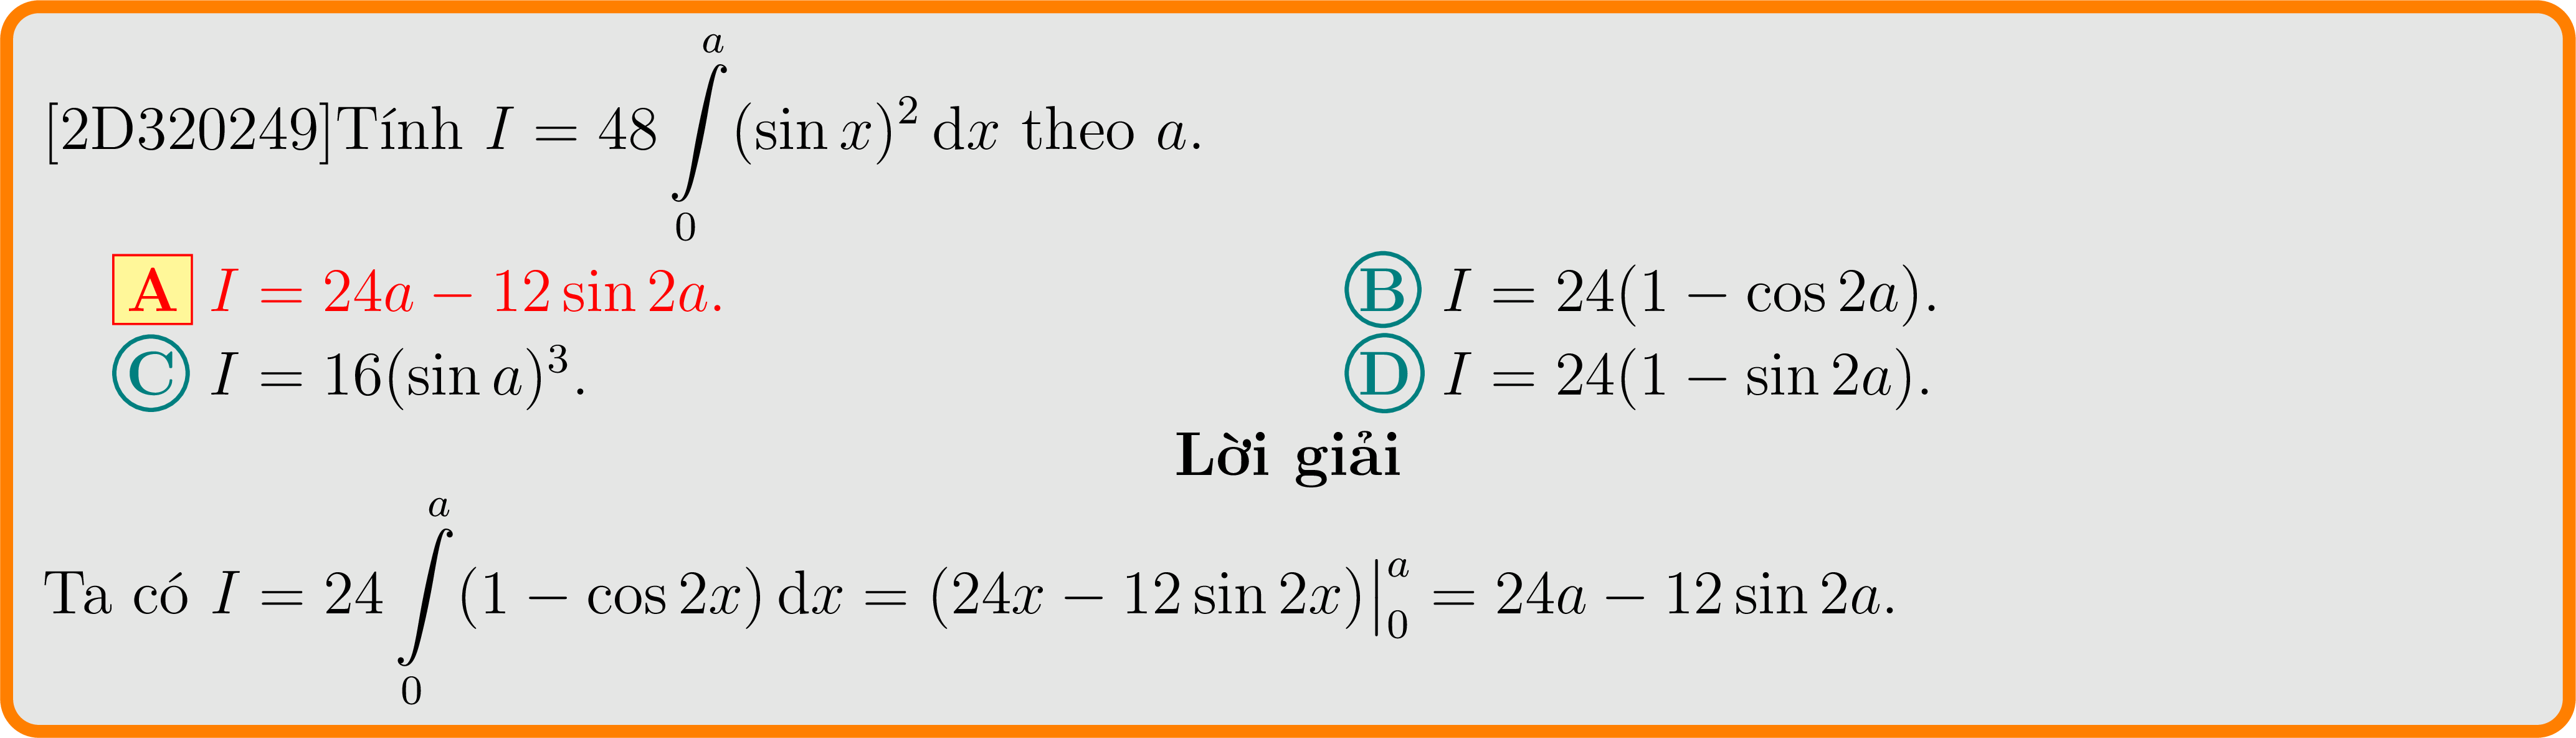 [2D320249]Tính $I = 48 \int\limits_0^a (\sin x)^2 \, \mathrm{d}x$ theo $a$.
A $I = 24a - 12 \sin 2a$. B $I = 24(1 - \cos 2a)$.
C $I = 16(\sin a)^3$. D $I = 24(1 - \sin 2a)$.
Lời giải
Ta có $I = 24 \int\limits_0^a (1 - \cos 2x) \, \mathrm{d}x = (24x - 12 \sin 2x)\Big|_0^a = 24a - 12 \sin 2a$.